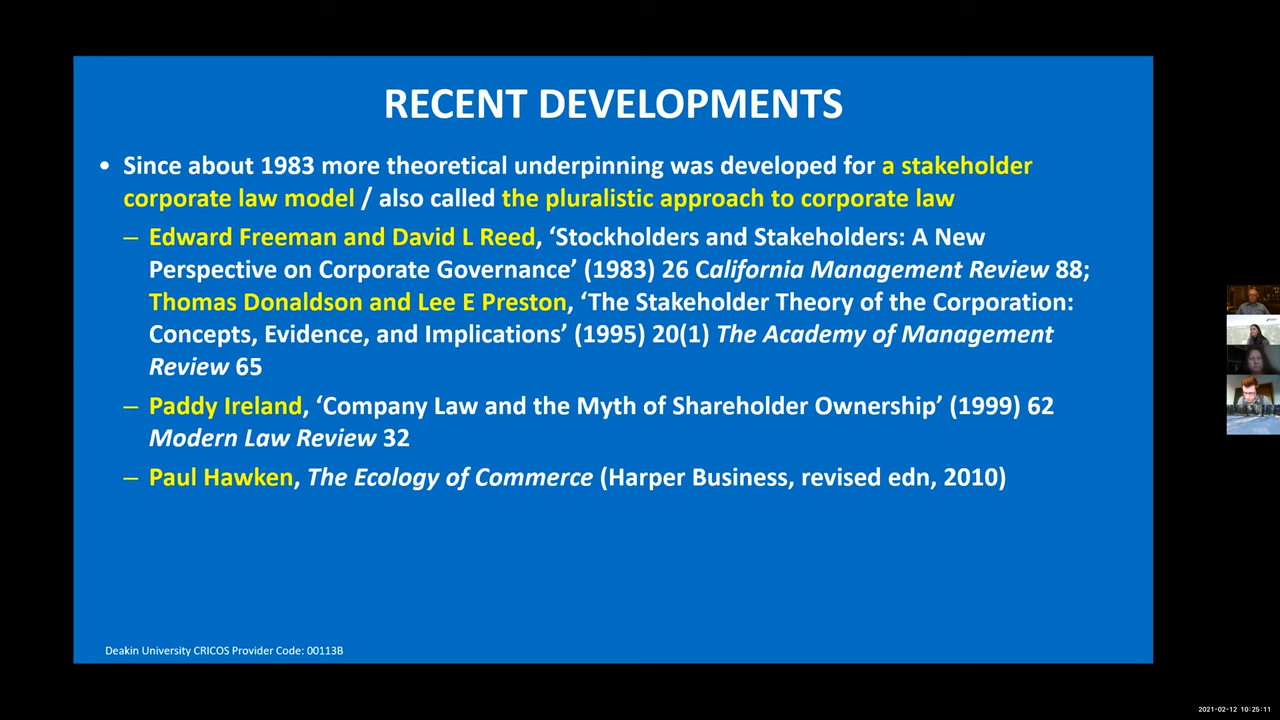 RECENT DEVELOPMENTS
• Since about 1983 more theoretical underpinning was developed for a stakeholder
corporate law model / also called the pluralistic approach to corporate law
– Edward Freeman and David L Reed, ‘Stockholders and Stakeholders: A New
Perspective on Corporate Governance’ (1983) 26 California Management Review 88;
Thomas Donaldson and Lee E Preston, ‘The Stakeholder Theory of the Corporation:
Concepts, Evidence, and Implications’ (1995) 20(1) The Academy of Management
Review 65
– Paddy Ireland, ‘Company Law and the Myth of Shareholder Ownership’ (1999) 62
Modern Law Review 32
– Paul Hawken, The Ecology of Commerce (Harper Business, revised edn, 2010)
Deakin University CRICOS Provider Code: 00113B
2021-02-12 10:25:11